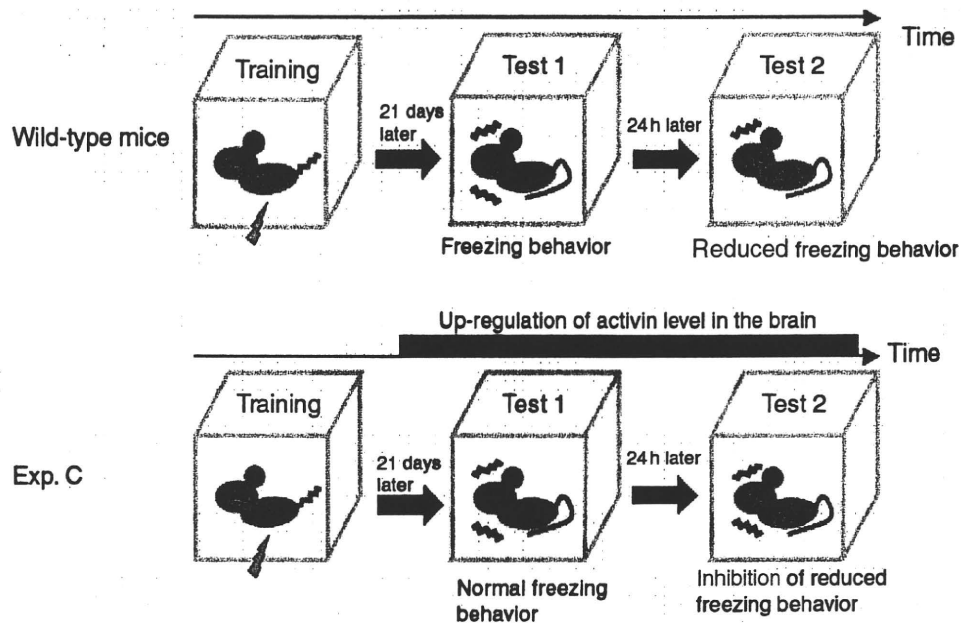 Time
Training
Test 1
Test 2
Wild-type mice
21 days
later
24 h later
Freezing behavior
Reduced freezing behavior
Up-regulation of activin level in the brain
Time
Training
Test 1
Test 2
Exp. C
21 days
later
24 h later
Normal freezing
behavior
Inhibition of reduced
freezing behavior